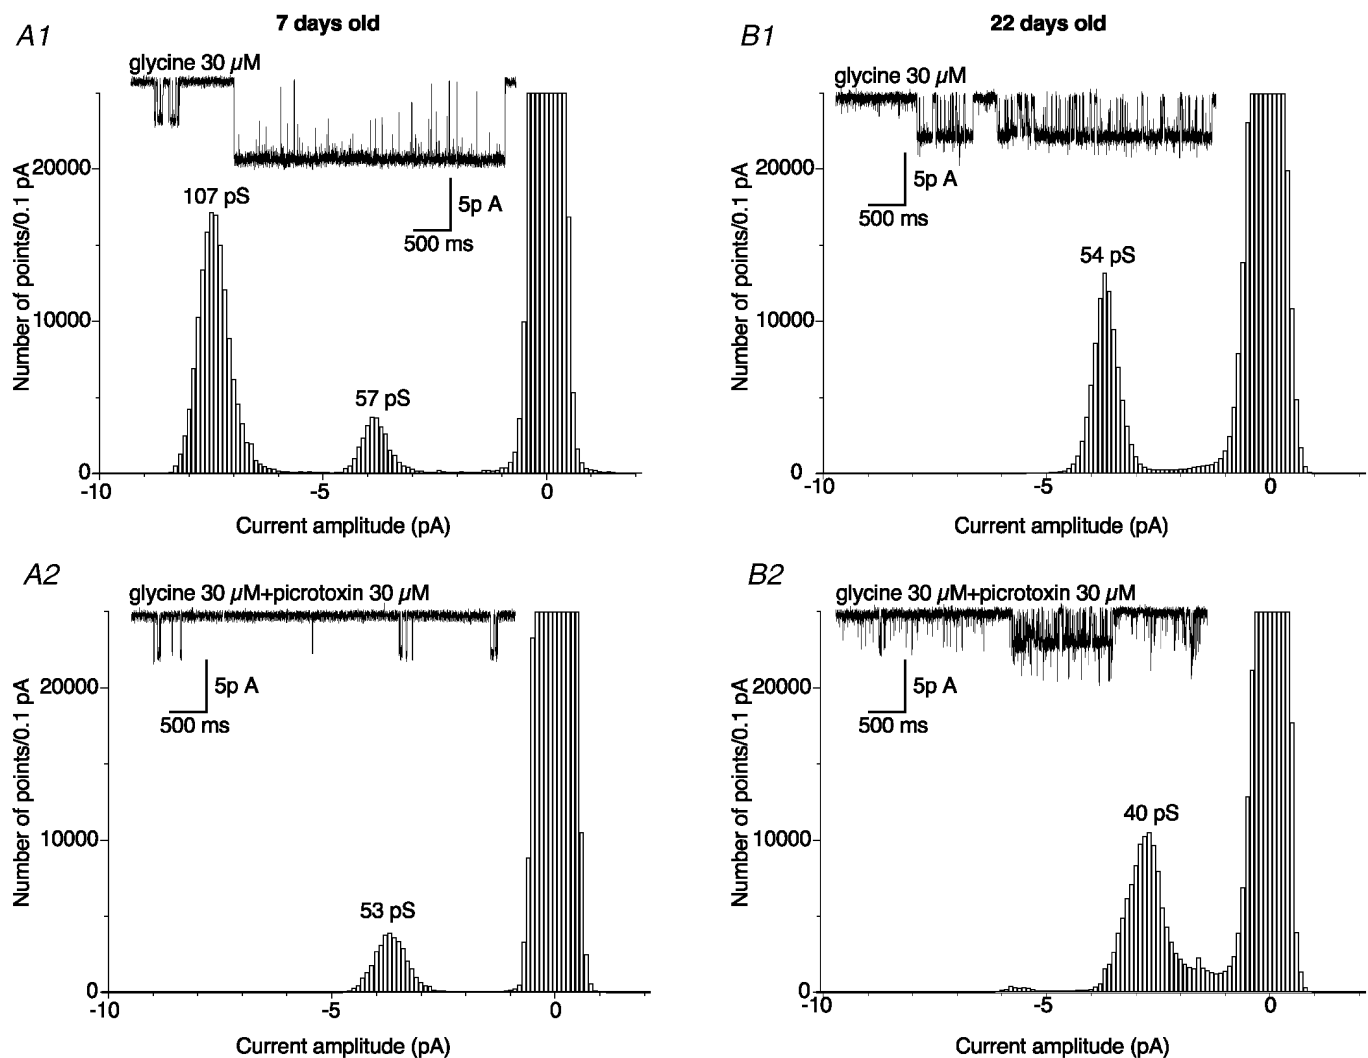 A1
7 days old
glycine 30 µM
107 pS
57 pS
5p A
500 ms
Number of points/0.1 pA
20000
10000
0
-10
-5
0
Current amplitude (pA)
B1
22 days old
glycine 30 µM
5p A
500 ms
54 pS
Number of points/0.1 pA
20000
10000
0
-10
-5
0
Current amplitude (pA)
A2
glycine 30 µM+picrotoxin 30 µM
5p A
500 ms
53 pS
Number of points/0.1 pA
20000
10000
0
-10
-5
0
Current amplitude (pA)
B2
glycine 30 µM+picrotoxin 30 µM
5p A
500 ms
40 pS
Number of points/0.1 pA
20000
10000
0
-10
-5
0
Current amplitude (pA)